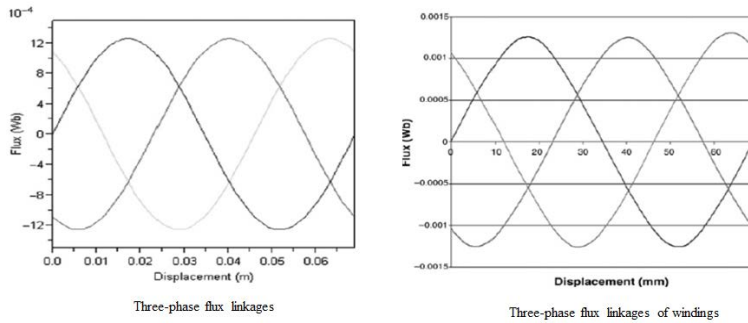 10⁻⁴
12
8
4
0
−4
−8
−12
Flux (Wb)
0.0 0.01 0.02 0.03 0.04 0.05 0.06
Displacement (m)
Three-phase flux linkages
0.0015
0.001
0.0005
0
−0.0005
−0.001
−0.0015
Flux (Wb)
0 10 20 30 40 50 60
Displacement (mm)
Three-phase flux linkages of windings